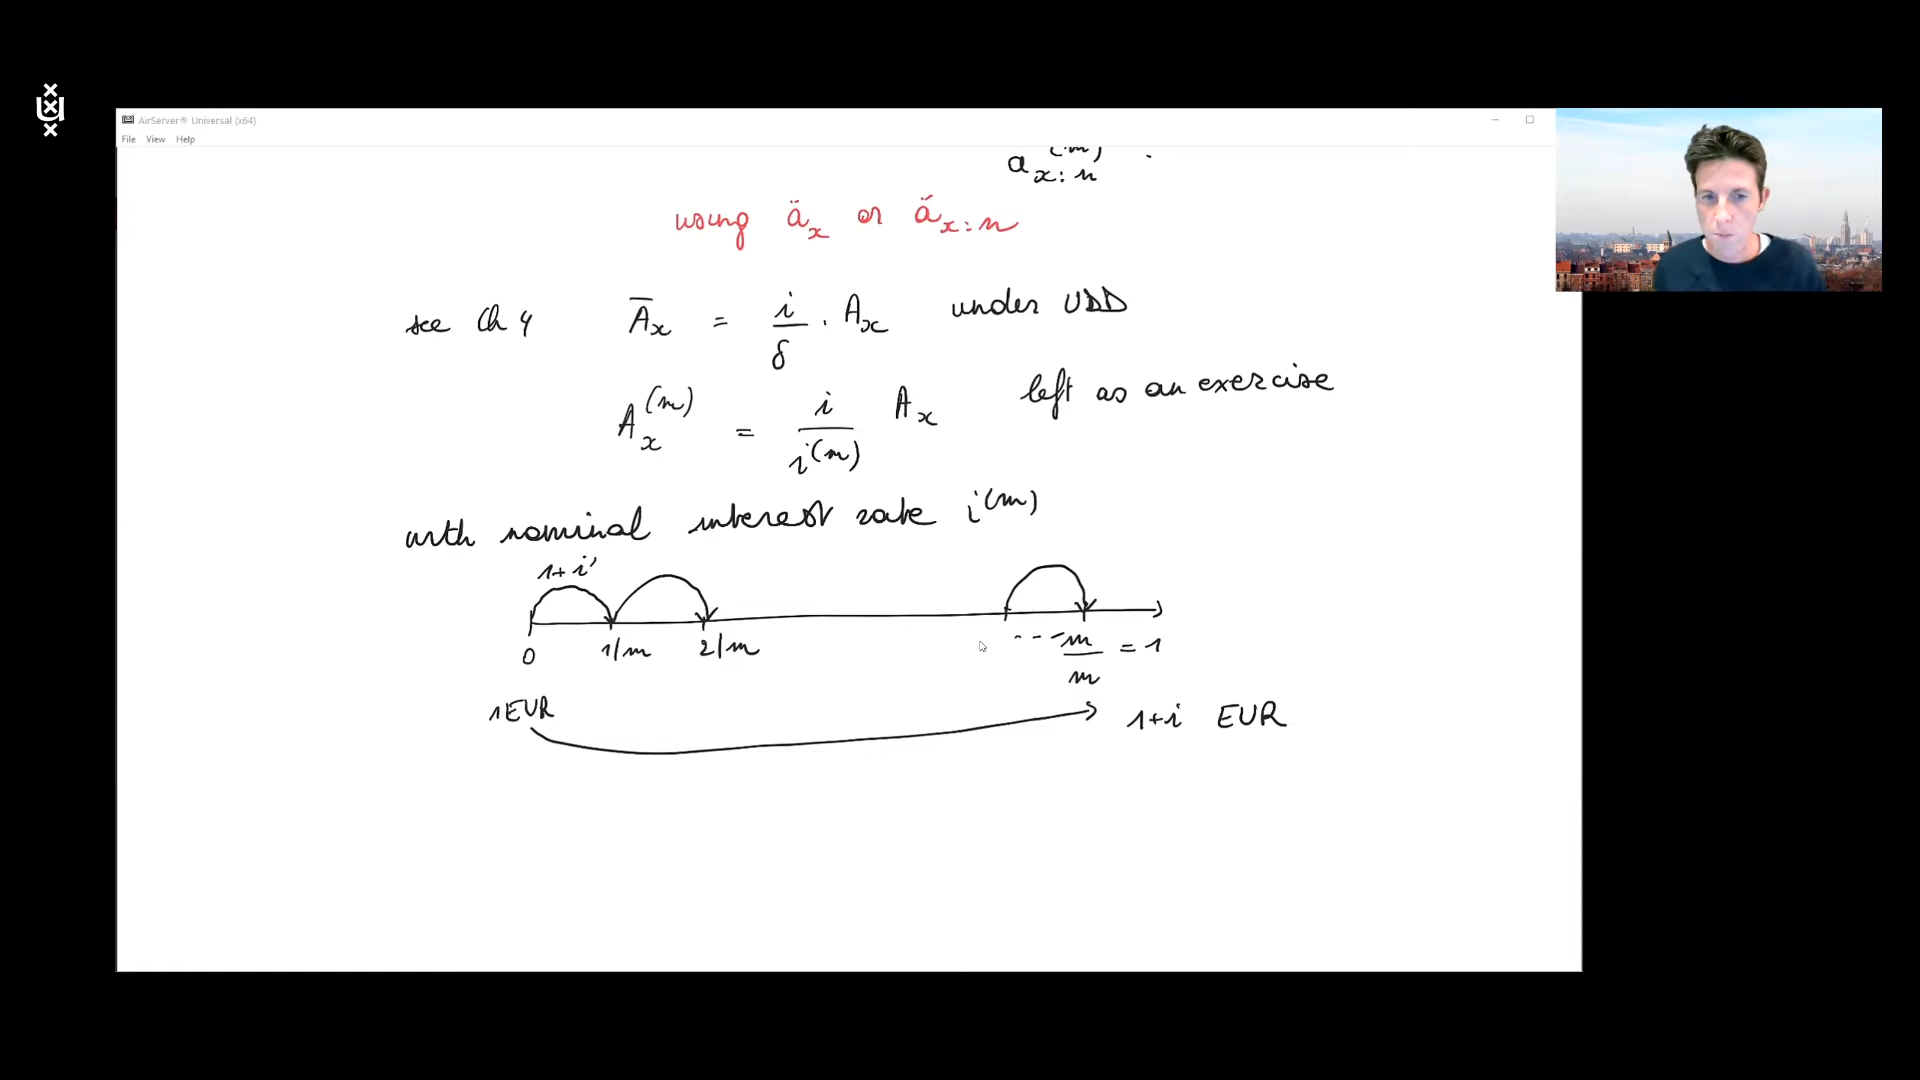 AirServer® Universal (x64)
File View Help
a_{x:n}^{(m)} .
using ä_x or ä_{x:n}
see Ch 4 Ā_x = i/δ . A_x under UDD
A_x^{(m)} = i/i^{(m)} A_x left as an exercise
with nominal interest rate i^{(m)}
1+i'
0 1/m 2/m --- m/m = 1
1EUR 1+i EUR